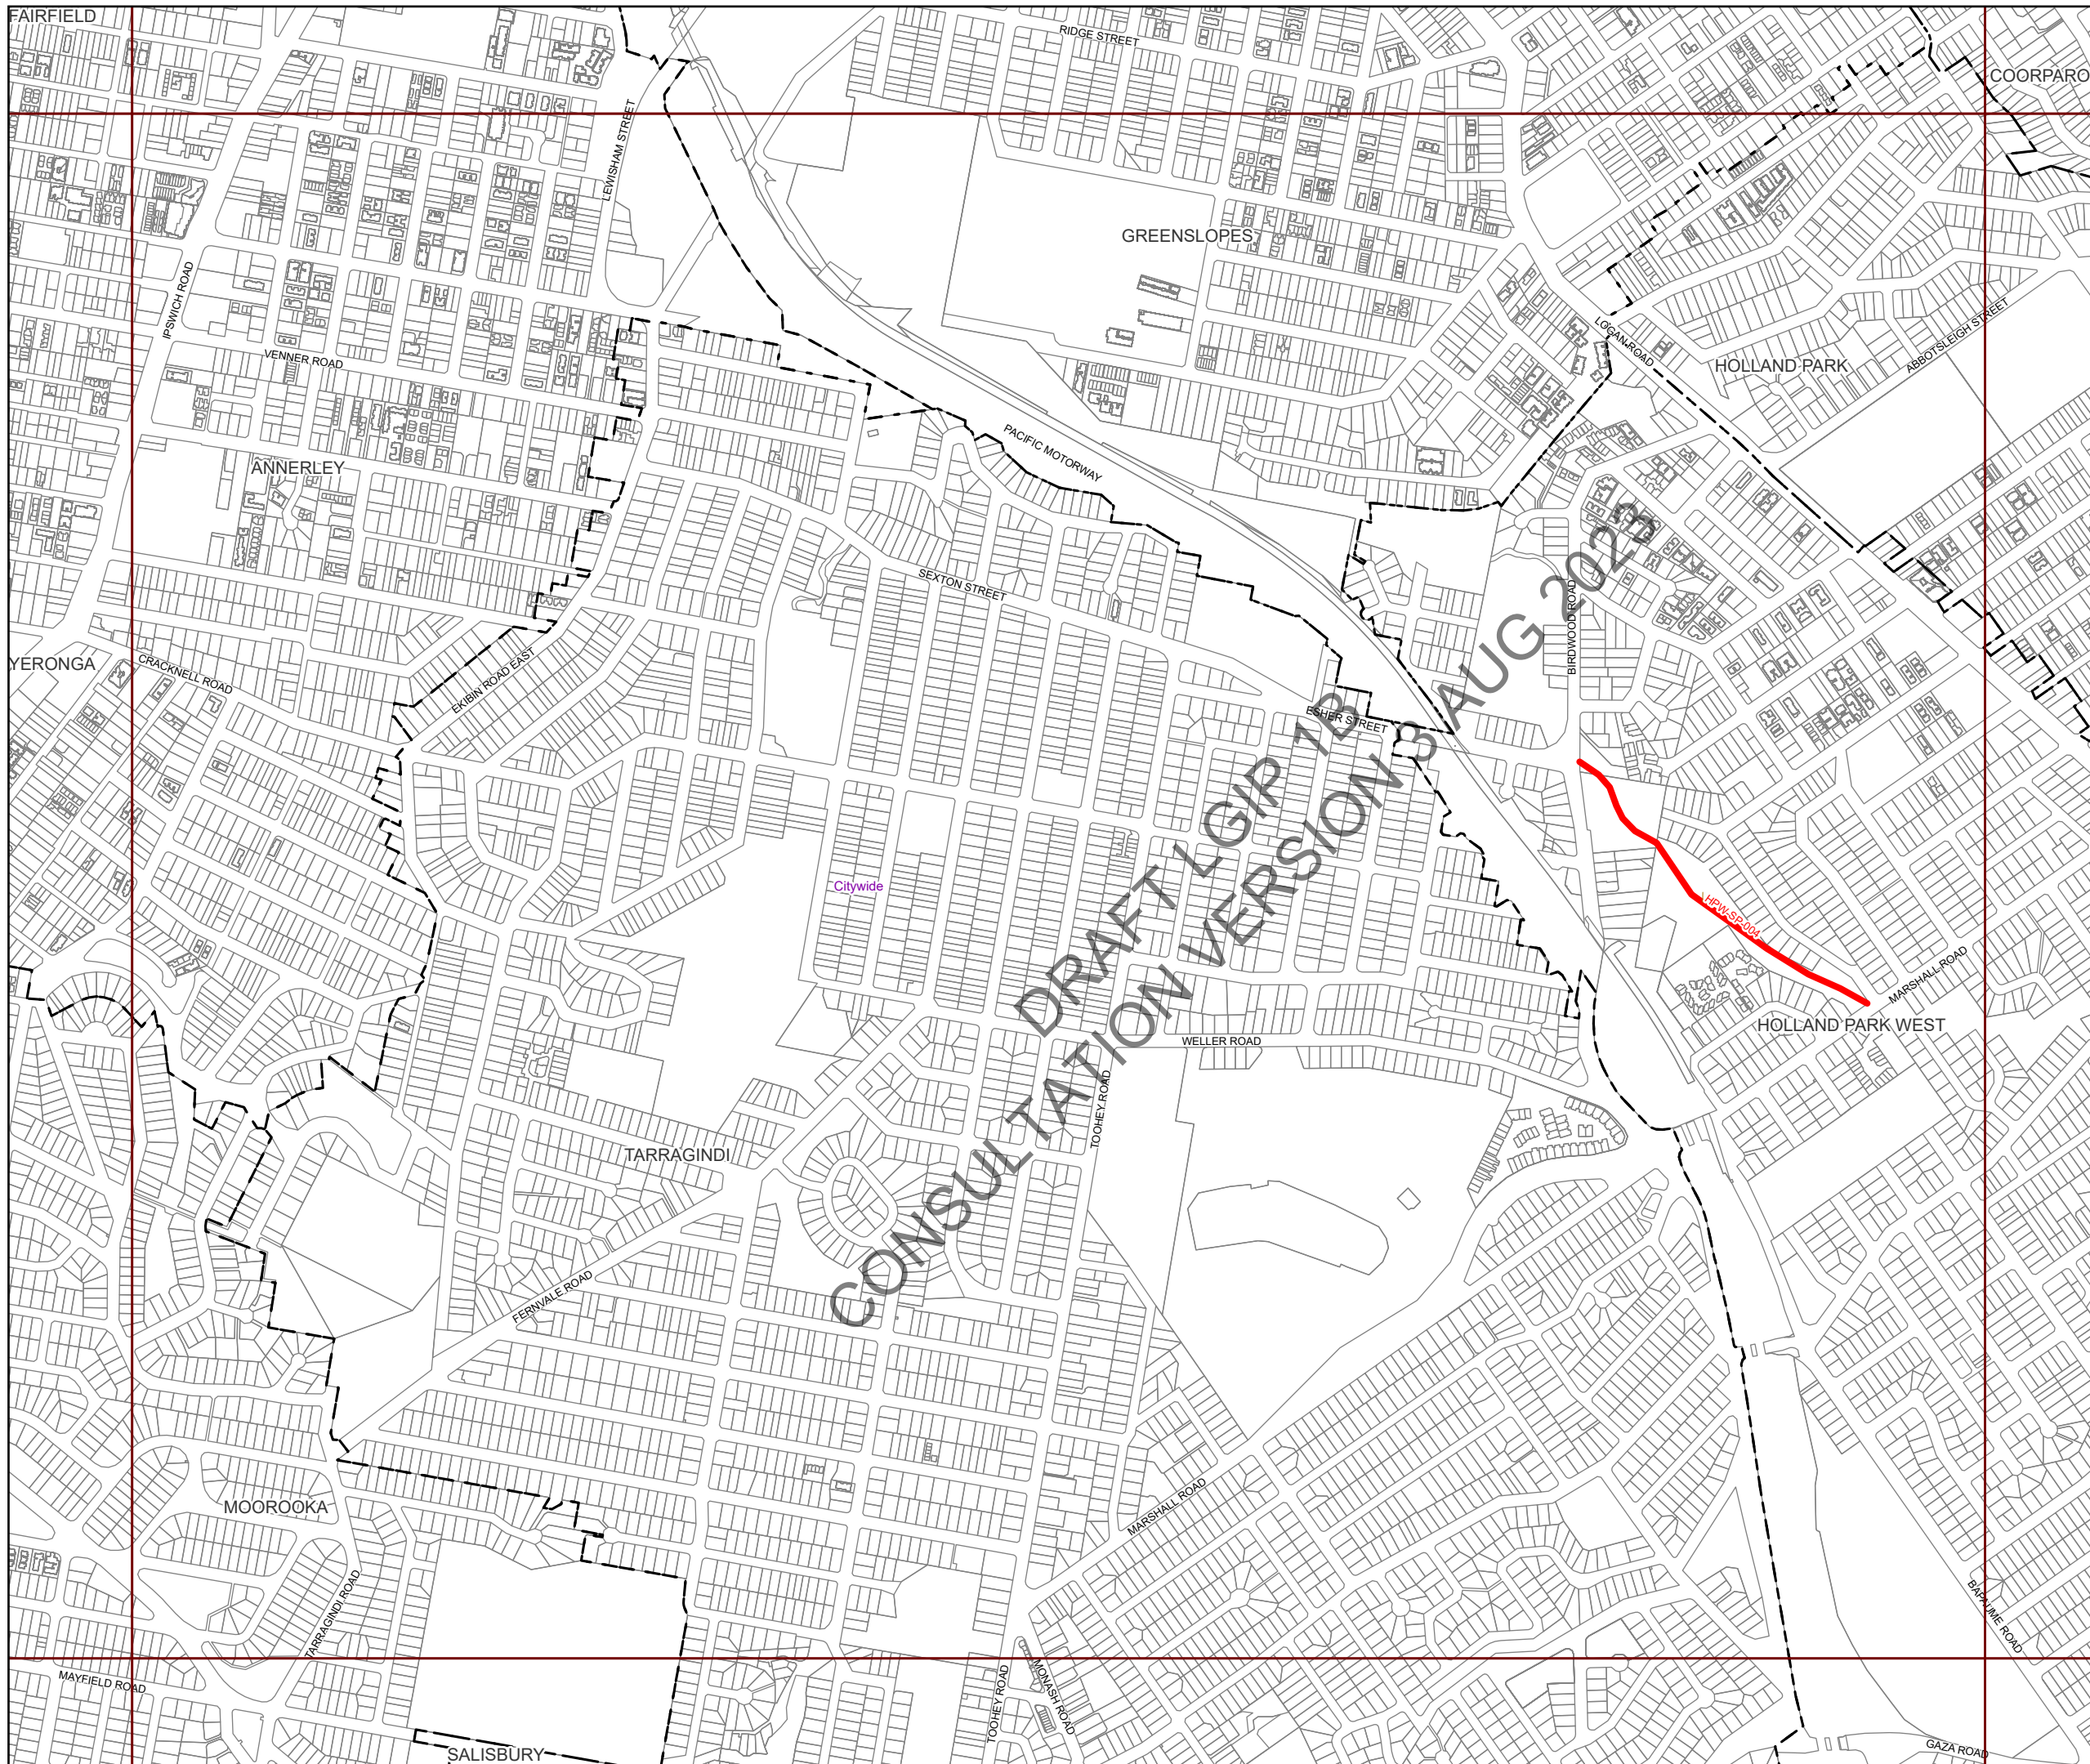 FAIRFIELD
RIDGE STREET
COORPARO
LEWISHAM STREET
GREENSLOPES
IPSWICH ROAD
VENNER ROAD
LOGAN ROAD
ABBOTSLEIGH STREET
HOLLAND PARK
PACIFIC MOTORWAY
ANNERLEY
SEXTON STREET
BIRDWOOD ROAD
YERONGA
CRACKNELL ROAD
EKIBIN ROAD EAST
ESHER STREET
Citywide
HPW-SP-004
MARSHALL ROAD
HOLLAND PARK WEST
WELLER ROAD
TOOHEY ROAD
TARRAGINDI
DRAFT LGIP 1B
CONSULTATION VERSION 3 AUG 2023
FERNVALE ROAD
MOOROOKA
MARSHALL ROAD
TARRAGINDI ROAD
BAPAUME ROAD
MAYFIELD ROAD
TOOHEY ROAD
MONASH ROAD
SALISBURY
GAZA ROAD